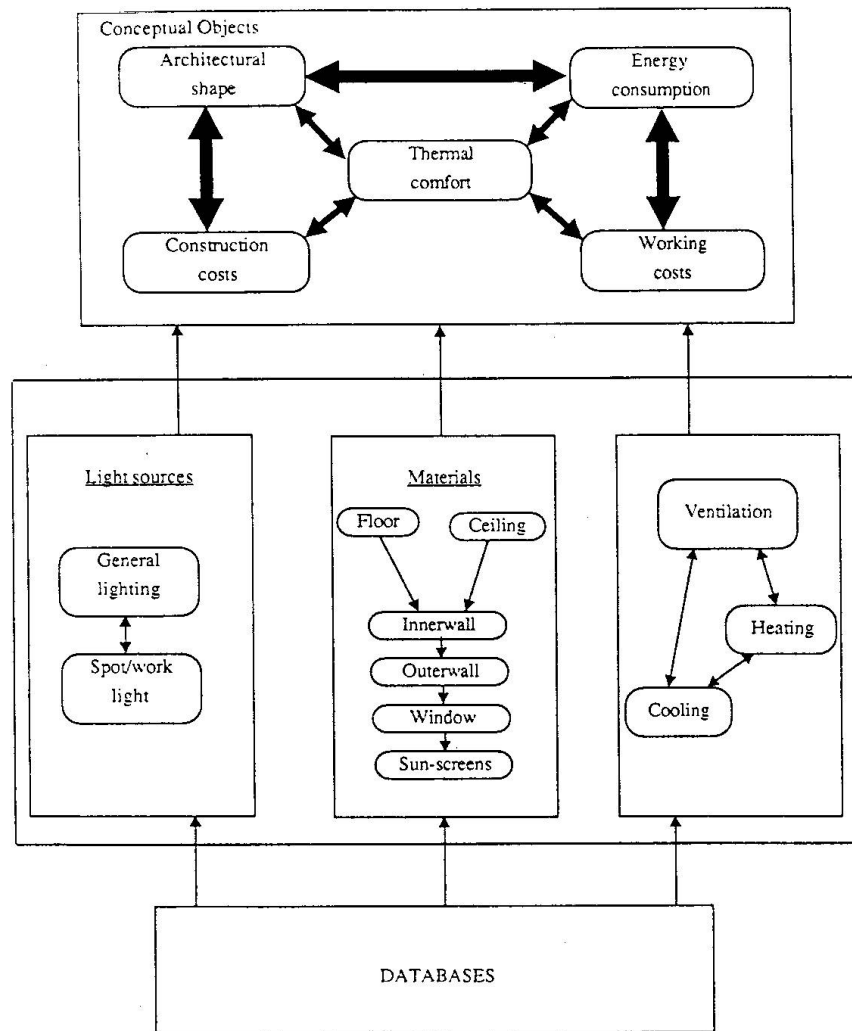 Conceptual Objects
Architectural
shape
Energy
consumption
Thermal
comfort
Construction
costs
Working
costs
Light sources
General
lighting
Spot/work
light
Materials
Floor
Ceiling
Innerwall
Outerwall
Window
Sun-screens
Ventilation
Heating
Cooling
DATABASES